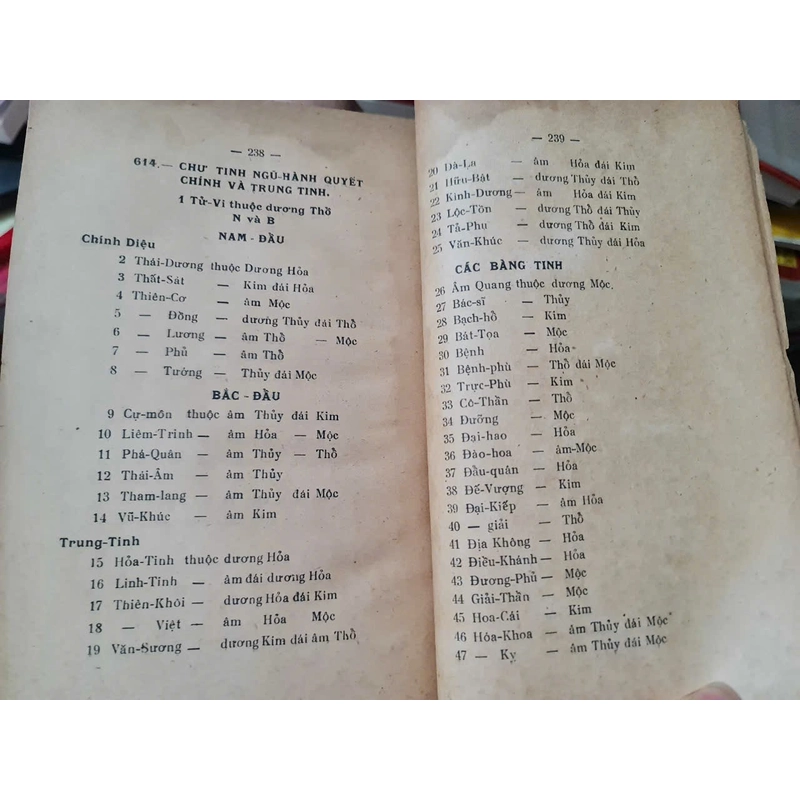 — 238 —
614.— CHƯ TINH NGŨ-HÀNH QUYẾT
CHÍNH VÀ TRUNG TINH.
1 Tử-Vi thuộc dương Thổ
N và B
NAM - ĐẨU
Chính Diệu
2 Thái-Dương thuộc Dương Hỏa
3 Thất-Sát — Kim đái Hỏa
4 Thiên-Cơ — âm Mộc
5 — Đồng — dương Thủy đái Thổ
6 — Lương — âm Thổ — Mộc
7 — Phủ — âm Thổ
8 — Tướng — Thủy đái Mộc
BẮC - ĐẨU
9 Cự-môn thuộc âm Thủy đái Kim
10 Liêm-Trinh — âm Hỏa — Mộc
11 Phá-Quân — âm Thủy — Thổ
12 Thái-Âm — âm Thủy
13 Tham-lang — âm Thủy đái Mộc
14 Vũ-Khúc — âm Kim
Trung-Tinh
15 Hỏa-Tinh thuộc dương Hỏa
16 Linh-Tinh — âm đái dương Hỏa
17 Thiên-Khôi — dương Hỏa đái Kim
18 — Việt — âm Hỏa Mộc
19 Văn-Sương — dương Kim đái âm Thổ
— 239 —
20 Đà-La — âm Hỏa đái Kim
21 Hữu-Bật — dương Thủy đái Thổ
22 Kình-Dương — âm Hỏa đái Kim
23 Lộc-Tồn — dương Thổ đái Thủy
24 Tả-Phụ — dương Thổ đái Kim
25 Văn-Khúc — dương Thủy đái Hỏa
CÁC BÀNG TINH
26 Âm Quang thuộc dương Mộc.
27 Bác-sĩ — Thủy
28 Bạch-hổ — Kim
29 Bát-Tọa — Mộc
30 Bệnh — Hỏa
31 Bệnh-phù — Thổ đái Mộc
32 Trực-Phù — Kim
33 Cô-Thần — Thổ
34 Dưỡng — Mộc
35 Đại-hao — Hỏa
36 Đào-hoa — âm-Mộc
37 Đẩu-quân — Hỏa
38 Đế-Vượng — Kim
39 Đại-Kiếp — âm Hỏa
40 — giải — Thổ
41 Địa Không — Hỏa
42 Điếu-Khánh — Hỏa
43 Đương-Phù — Mộc
44 Giải-Thần — Mộc
45 Hoa-Cái — Kim
46 Hóa-Khoa — âm Thủy đái Mộc
47 — Kỵ — âm Thủy đái Mộc